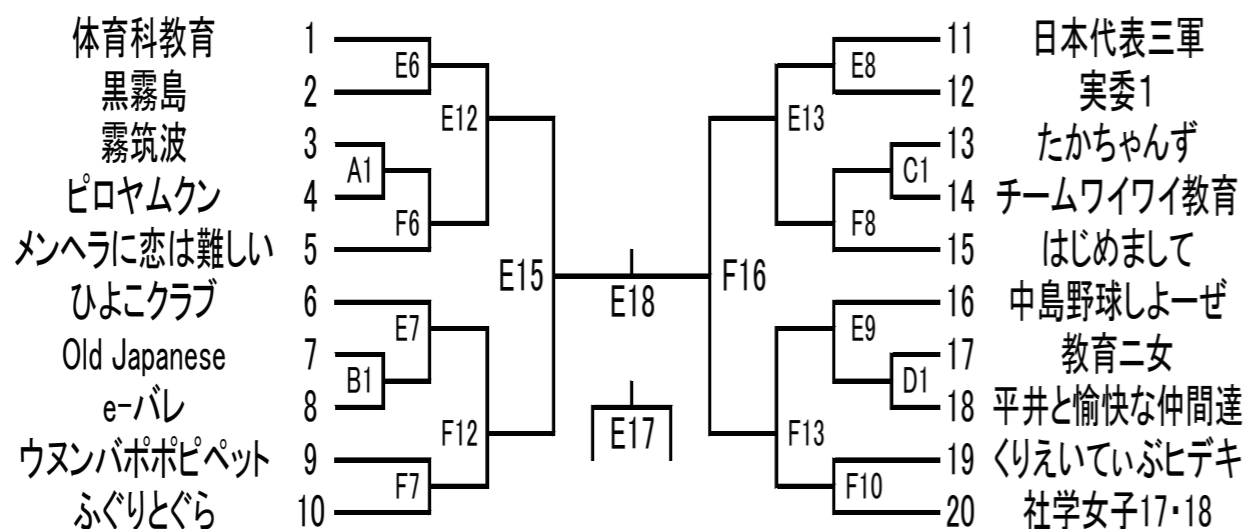 体育科教育 1
黒霧島 2
霧筑波 3
ピロヤムクン 4
メンヘラに恋は難しい 5
ひよこクラブ 6
Old Japanese 7
e-バレ 8
ウヌンバポポピペット 9
ふぐりとぐら 10
E6
A1
F6
E7
B1
F7
E12
F12
E15
E18
E17
F16
E13
F13
E8
C1
F8
E9
D1
F10
11 日本代表三軍
12 実委1
13 たかちゃんず
14 チームワイワイ教育
15 はじめまして
16 中島野球しよーぜ
17 教育二女
18 平井と愉快な仲間達
19 くりえいてぃぶヒデキ
20 社学女子17・18